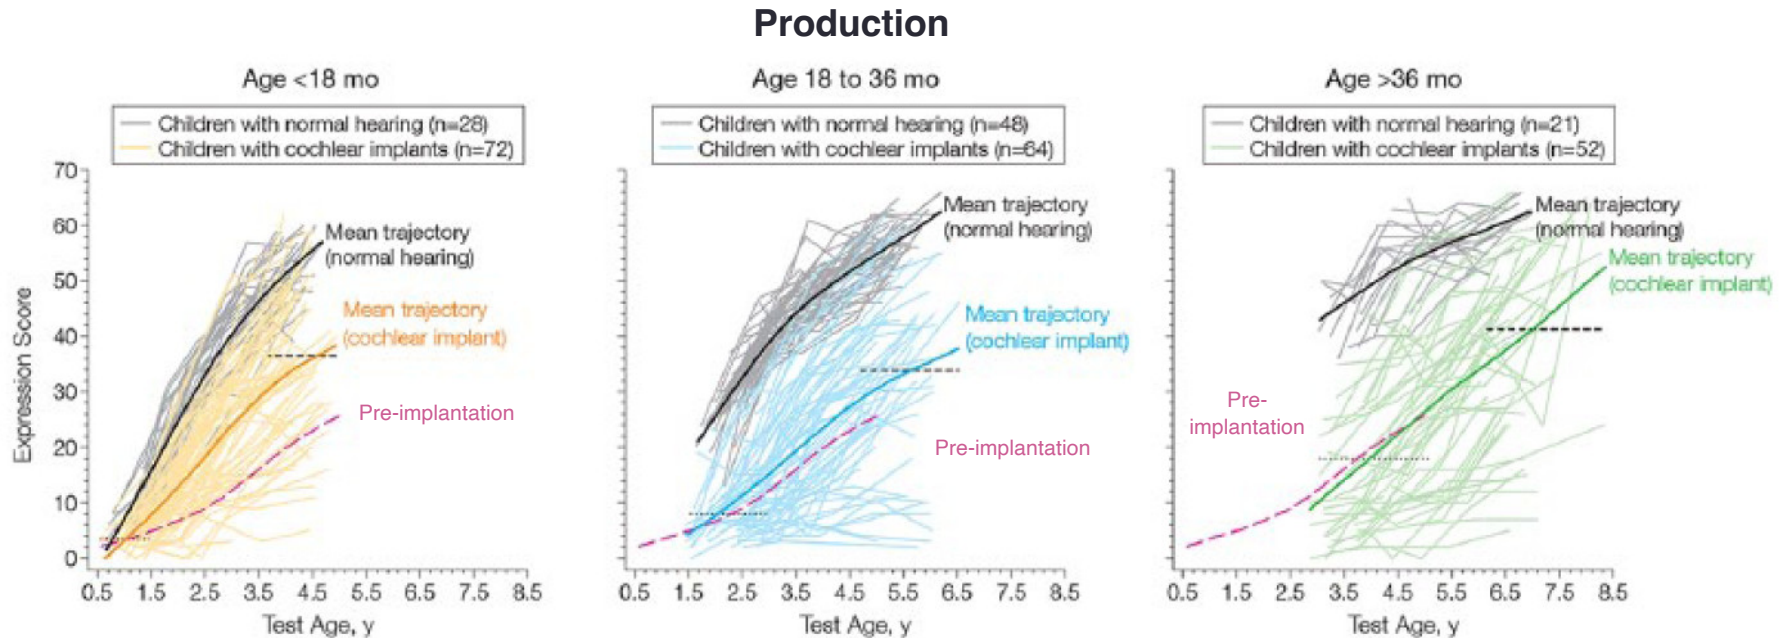 Production
Age <18 mo
Children with normal hearing (n=28)
Children with cochlear implants (n=72)
Expression Score
70
60
50
40
30
20
10
0
Mean trajectory
(normal hearing)
Mean trajectory
(cochlear implant)
Pre-implantation
0.5 1.5 2.5 3.5 4.5 5.5 6.5 7.5 8.5
Test Age, y
Age 18 to 36 mo
Children with normal hearing (n=48)
Children with cochlear implants (n=64)
Mean trajectory
(normal hearing)
Mean trajectory
(cochlear implant)
Pre-implantation
0.5 1.5 2.5 3.5 4.5 5.5 6.5 7.5 8.5
Test Age, y
Age >36 mo
Children with normal hearing (n=21)
Children with cochlear implants (n=52)
Mean trajectory
(normal hearing)
Mean trajectory
(cochlear implant)
Pre-
implantation
0.5 1.5 2.5 3.5 4.5 5.5 6.5 7.5 8.5
Test Age, y